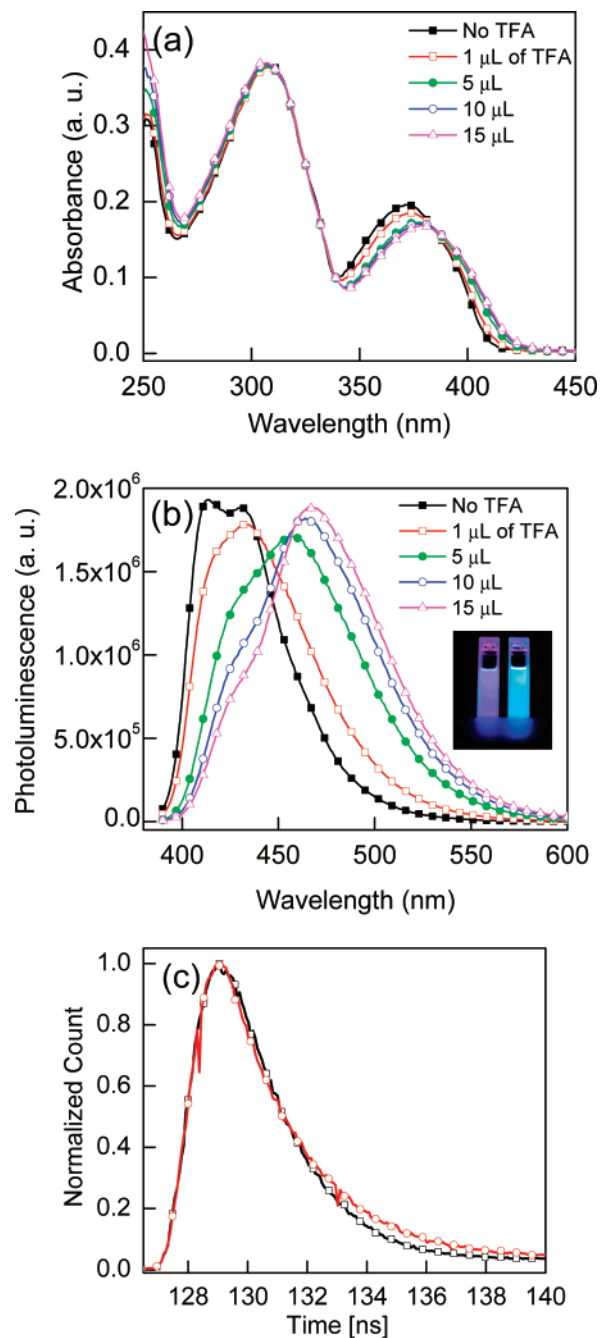 (a)
No TFA
1 μL of TFA
5 μL
10 μL
15 μL
0.4
0.3
0.2
0.1
0.0
Absorbance (a. u.)
250 300 350 400 450
Wavelength (nm)
(b)
No TFA
1 μL of TFA
5 μL
10 μL
15 μL
2.0x10⁶
1.5x10⁶
1.0x10⁶
5.0x10⁵
0.0
Photoluminescence (a. u.)
400 450 500 550 600
Wavelength (nm)
(c)
1.0
0.8
0.6
0.4
0.2
0.0
Normalized Count
128 130 132 134 136 138 140
Time [ns]